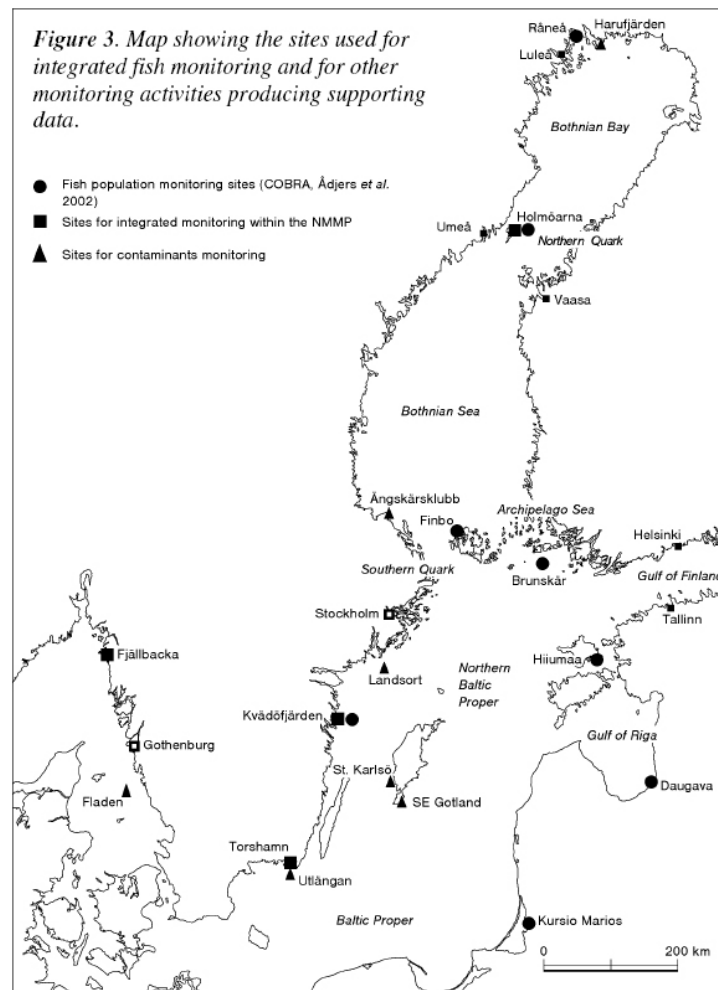 Figure 3. Map showing the sites used for
integrated fish monitoring and for other
monitoring activities producing supporting
data.
Fish population monitoring sites (COBRA, Ådjers et al.
2002)
Sites for integrated monitoring within the NMMP
Sites for contaminants monitoring
Råneå
Harufjärden
Luleå
Bothnian Bay
Umeå
Holmöarna
Northern Quark
Vaasa
Bothnian Sea
Ängskärsklubb
Archipelago Sea
Finbo
Helsinki
Southern Quark
Brunskär
Gulf of Finland
Stockholm
Tallinn
Fjällbacka
Landsort
Northern
Baltic
Proper
Hiiumaa
Kvädöfjärden
Gothenburg
Gulf of Riga
St. Karlsö
Daugava
Fladen
SE Gotland
Torshamn
Utlängan
Baltic Proper
Kursio Marios
0 200 km